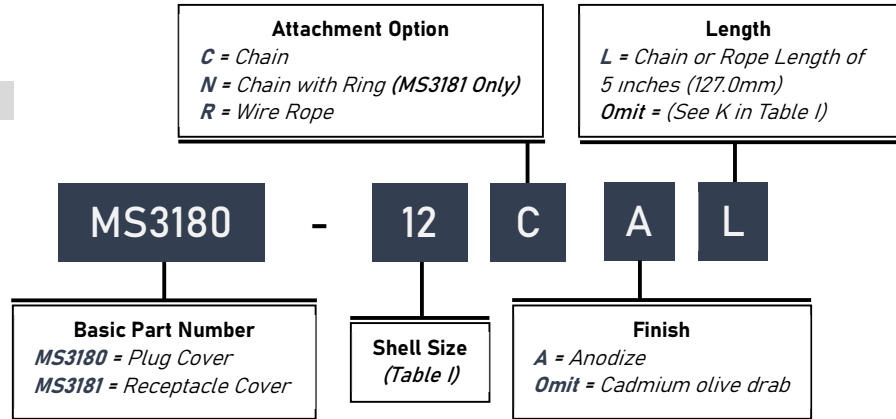 Attachment Option
C = Chain
N = Chain with Ring (MS3181 Only)
R = Wire Rope
Length
L = Chain or Rope Length of
5 inches (127.0mm)
Omit = (See K in Table I)
MS3180 - 12 C A L
Basic Part Number
MS3180 = Plug Cover
MS3181 = Receptacle Cover
Shell Size
(Table I)
Finish
A = Anodize
Omit = Cadmium olive drab